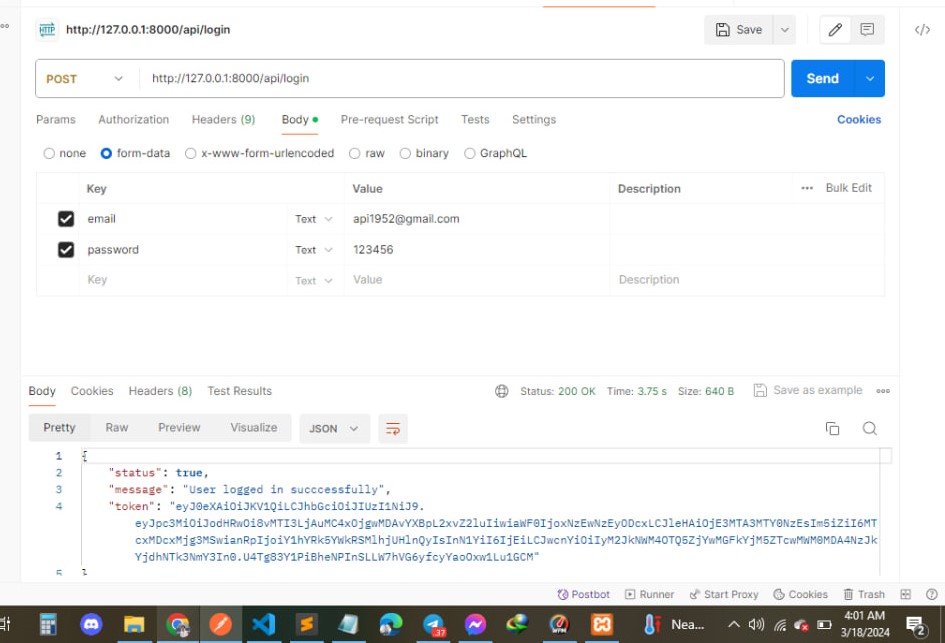 http://127.0.0.1:8000/api/login
Save
POST
http://127.0.0.1:8000/api/login
Send
Params Authorization Headers (9) Body Pre-request Script Tests Settings Cookies
none form-data x-www-form-urlencoded raw binary GraphQL
Key Value Description Bulk Edit
email Text api1952@gmail.com
password Text 123456
Key Text Value Description
Body Cookies Headers (8) Test Results Status: 200 OK Time: 3.75 s Size: 640 B Save as example
Pretty Raw Preview Visualize JSON
1 {
2 "status": true,
3 "message": "User logged in succcessfully",
4 "token": "eyJ0eXAiOiJKV1QiLCJhbGciOiJIUzI1NiJ9.
5 }
Postbot Runner Start Proxy Cookies Trash
37
Nea...
4:01 AM
3/18/2024
2